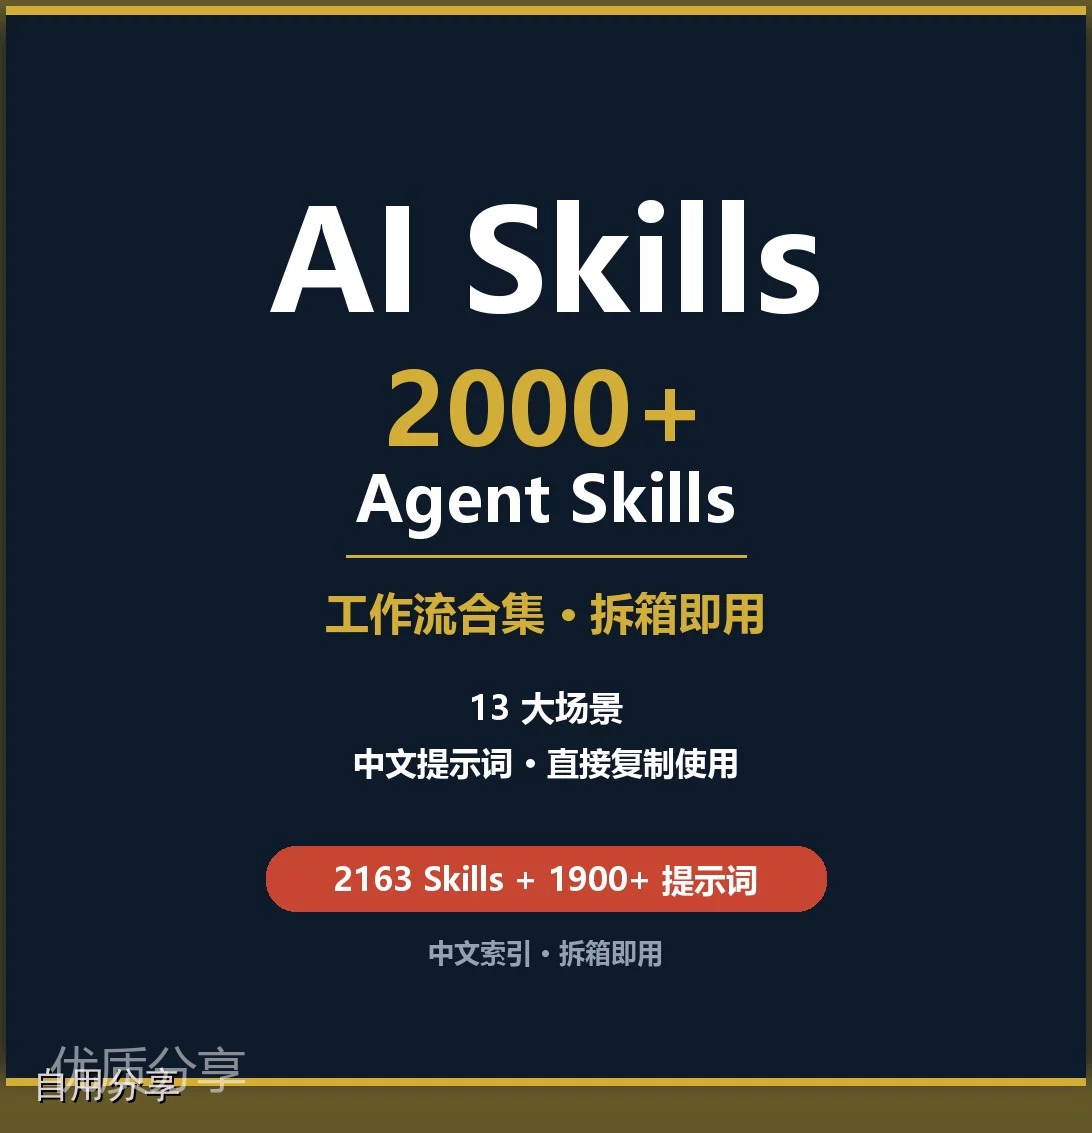 AI Skills
2000+
Agent Skills
工作流合集·拆箱即用
13 大场景
中文提示词·直接复制使用
2163 Skills + 1900+ 提示词
中文索引·拆箱即用
优质分享
自用分享